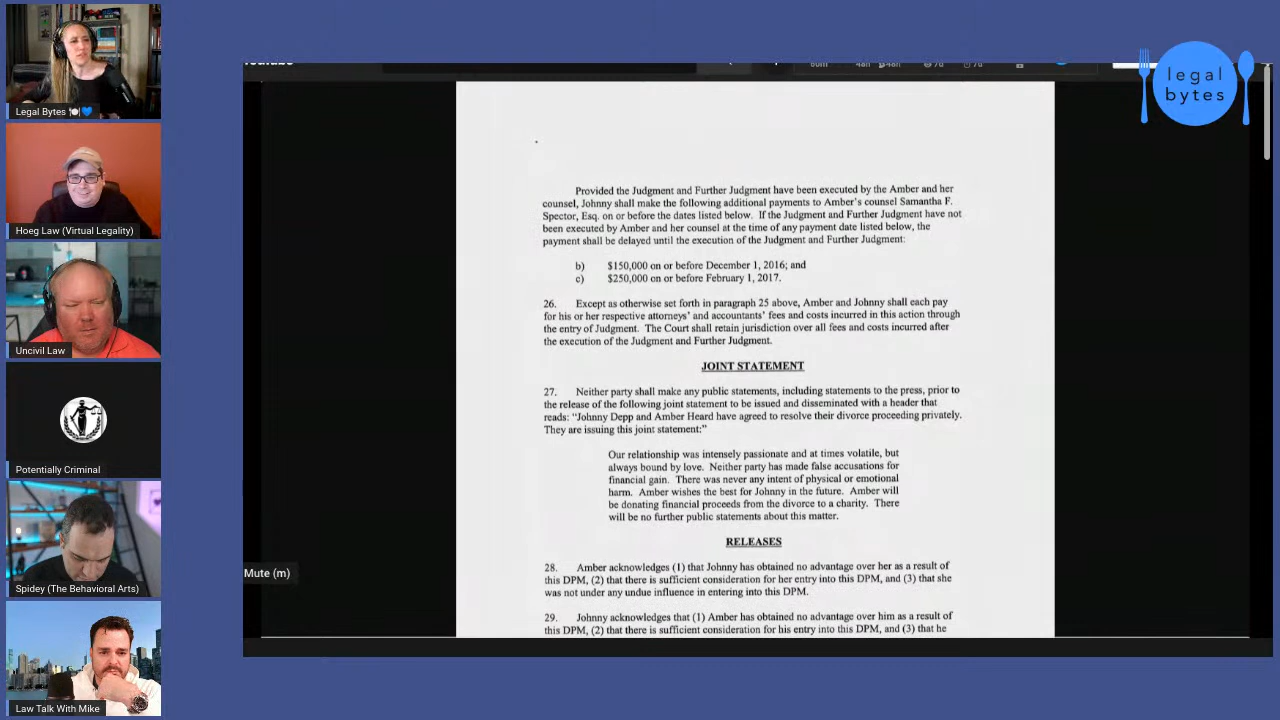 Legal Bytes 🍽️💙
Hoeg Law (Virtual Legality)
Uncivil Law
Potentially Criminal
Spidey (The Behavioral Arts)
Law Talk With Mike
legal
bytes
Provided the Judgment and Further Judgment have been executed by the Amber and her
counsel, Johnny shall make the following additional payments to Amber's counsel Samantha F.
Spector, Esq. on or before the dates listed below. If the Judgment and Further Judgment have not
been executed by Amber and her counsel at the time of any payment date listed below, the
payment shall be delayed until the execution of the Judgment and Further Judgment:
b) $150,000 on or before December 1, 2016; and
c) $250,000 on or before February 1, 2017.
26. Except as otherwise set forth in paragraph 25 above, Amber and Johnny shall each pay
for his or her respective attorneys' and accountants' fees and costs incurred in this action through
the entry of Judgment. The Court shall retain jurisdiction over all fees and costs incurred after
the execution of the Judgment and Further Judgment.
JOINT STATEMENT
27. Neither party shall make any public statements, including statements to the press, prior to
the release of the following joint statement to be issued and disseminated with a header that
reads: "Johnny Depp and Amber Heard have agreed to resolve their divorce proceeding privately.
They are issuing this joint statement:"
Our relationship was intensely passionate and at times volatile, but
always bound by love. Neither party has made false accusations for
financial gain. There was never any intent of physical or emotional
harm. Amber wishes the best for Johnny in the future. Amber will
be donating financial proceeds from the divorce to a charity. There
will be no further public statements about this matter.
RELEASES
28. Amber acknowledges (1) that Johnny has obtained no advantage over her as a result of
this DPM, (2) that there is sufficient consideration for her entry into this DPM, and (3) that she
was not under any undue influence in entering into this DPM.
29. Johnny acknowledges that (1) Amber has obtained no advantage over him as a result of
this DPM, (2) that there is sufficient consideration for his entry into this DPM, and (3) that he
Mute (m)